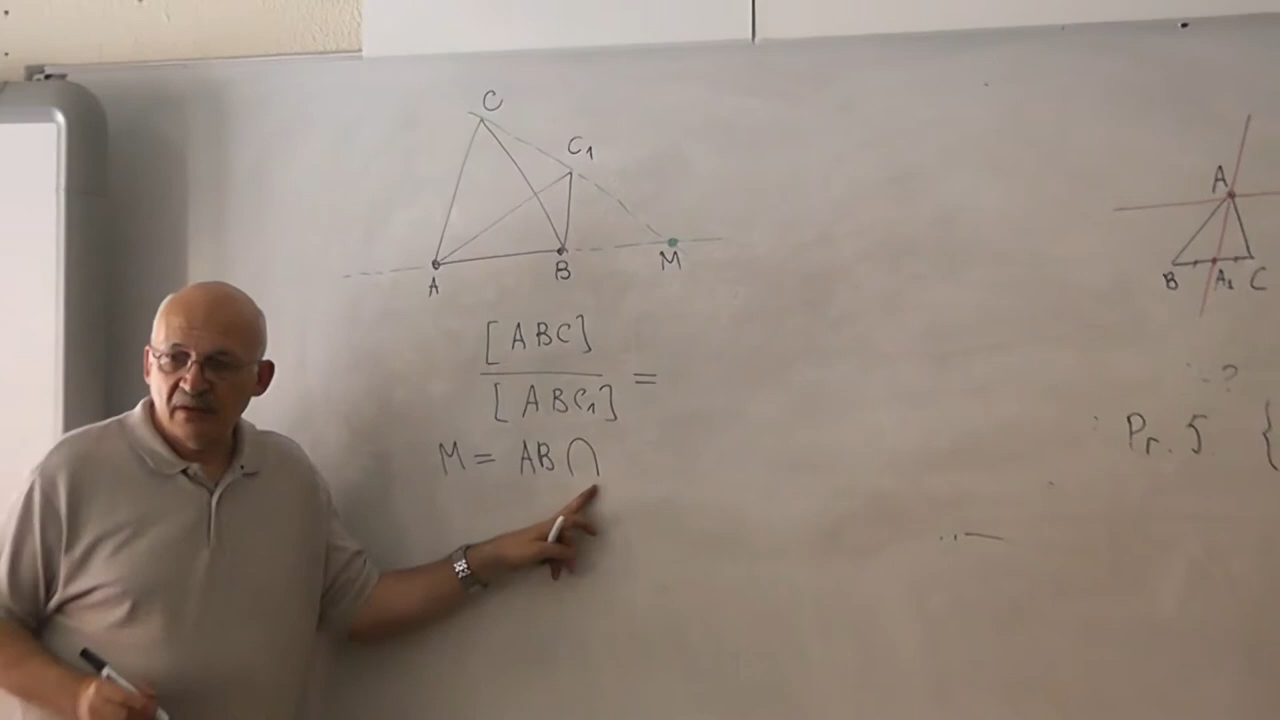 C
C₁
A
B
M
[ABC]
[ABC₁]
=
M = AB ∩
A
B
A₁
C
?
Pr. 5 {